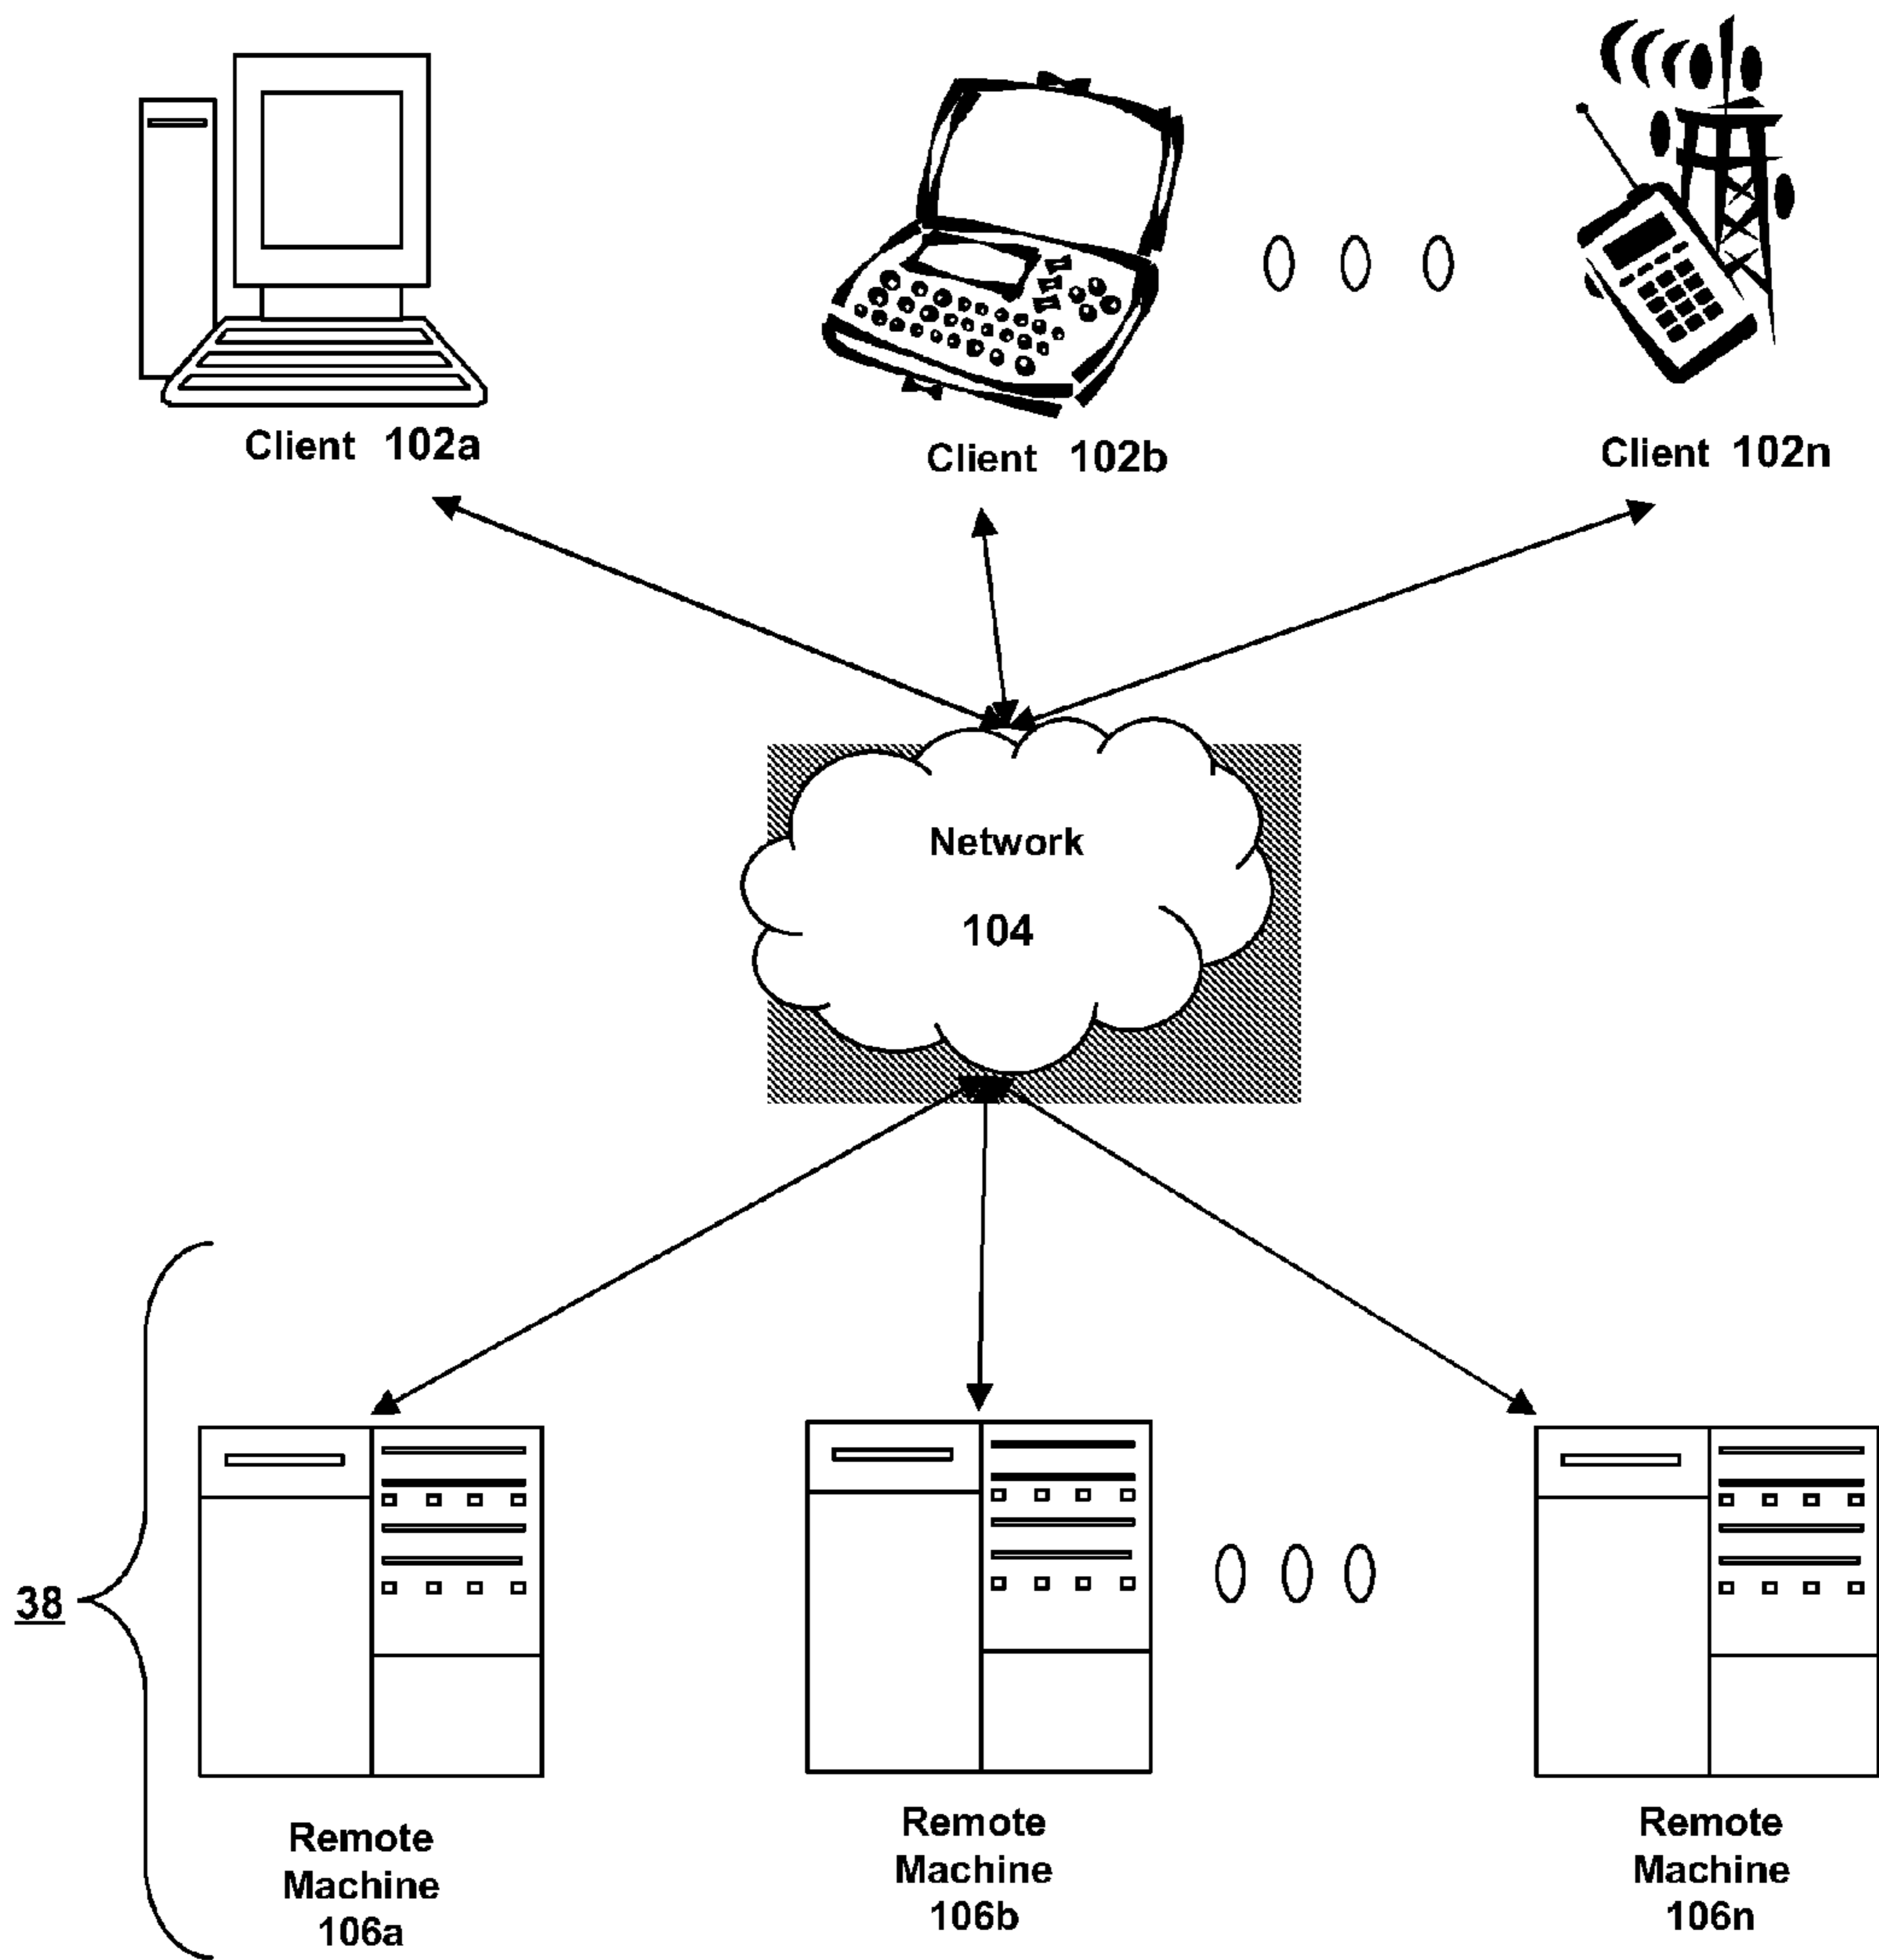 Client 102a
Client 102b
Client 102n
Network
104
38
Remote
Machine
106a
Remote
Machine
106b
Remote
Machine
106n